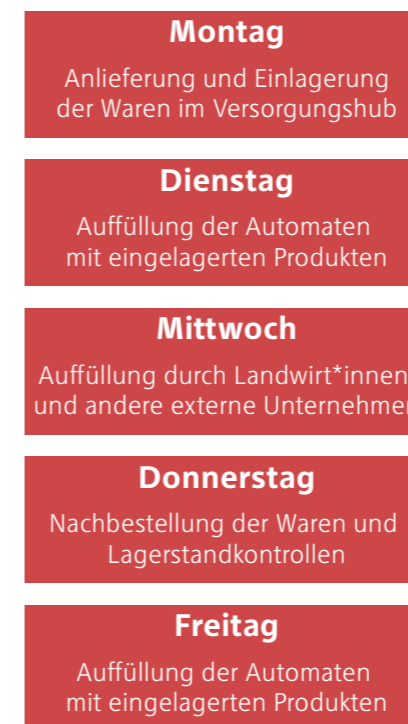 Montag
Anlieferung und Einlagerung
der Waren im Versorgungshub
Dienstag
Auffüllung der Automaten
mit eingelagerten Produkten
Mittwoch
Auffüllung durch Landwirt*innen
und andere externe Unternehmen
Donnerstag
Nachbestellung der Waren und
Lagerstandkontrollen
Freitag
Auffüllung der Automaten
mit eingelagerten Produkten